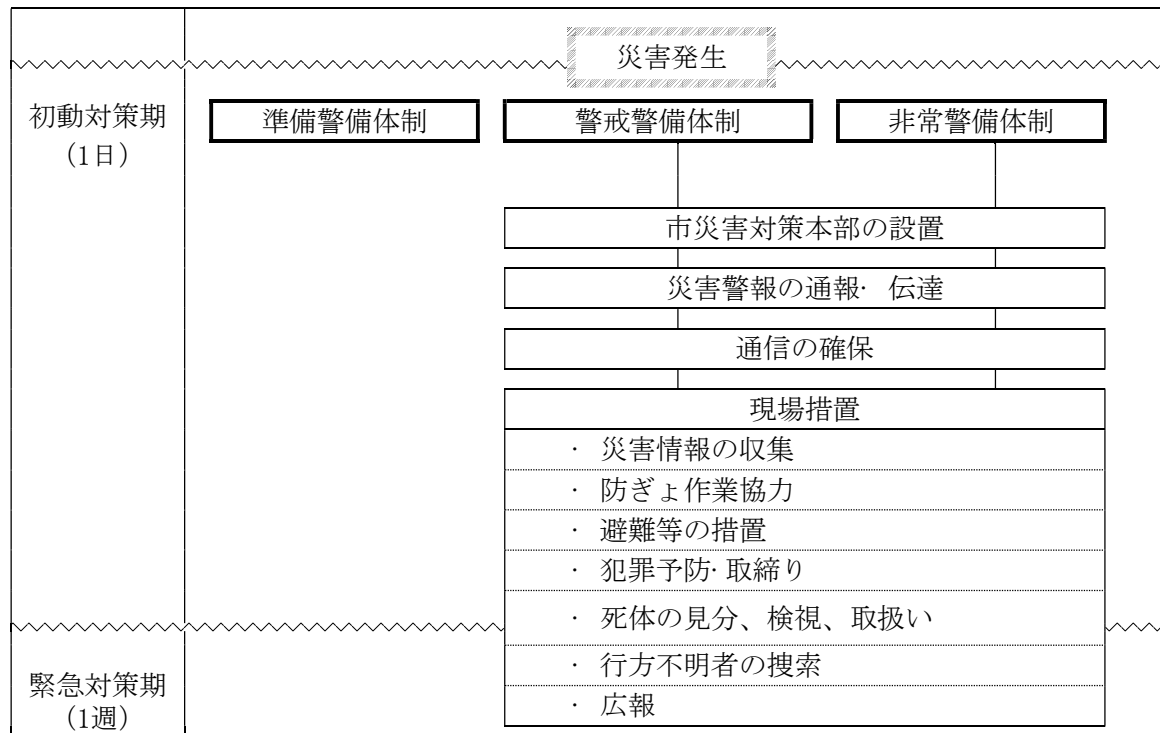 災害発生
初動対策期
（1日）
準備警備体制
警戒警備体制
非常警備体制
市災害対策本部の設置
災害警報の通報・ 伝達
通信の確保
現場措置
・ 災害情報の収集
・ 防ぎょ作業協力
・ 避難等の措置
・ 犯罪予防・取締り
・ 死体の見分、検視、取扱い
・ 行方不明者の捜索
・ 広報
緊急対策期
（1週）